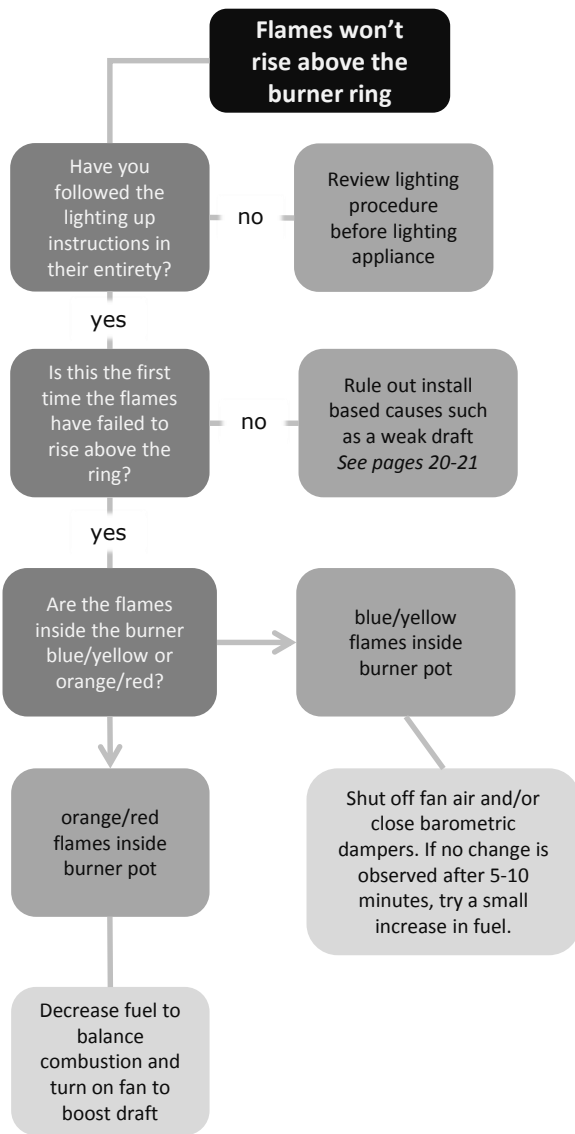 Flames won't
rise above the
burner ring
Have you
followed the
lighting up
instructions in
their entirety?
no
Review lighting
procedure
before lighting
appliance
yes
Is this the first
time the flames
have failed to
rise above the
ring?
no
Rule out install
based causes such
as a weak draft
See pages 20-21
yes
Are the flames
inside the burner
blue/yellow or
orange/red?
blue/yellow
flames inside
burner pot
orange/red
flames inside
burner pot
Shut off fan air and/or
close barometric
dampers. If no change is
observed after 5-10
minutes, try a small
increase in fuel.
Decrease fuel to
balance
combustion and
turn on fan to
boost draft